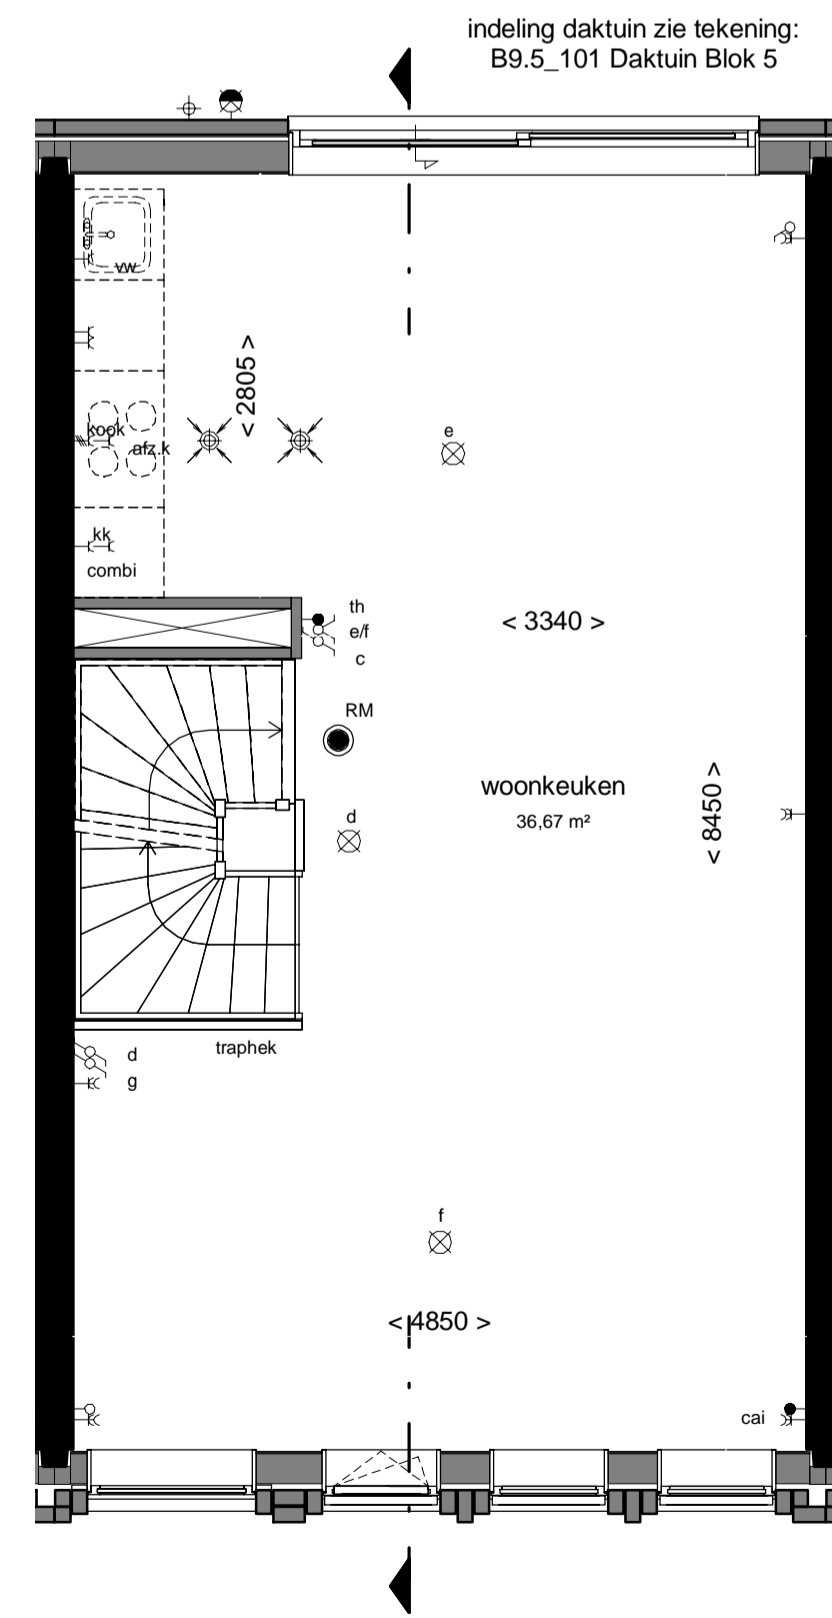 indeling daktuin zie tekening:
B9.5_101 Daktuin Blok 5
vw
< 2805 >
kook
afz.k
e
kk
combi
th
e/f
c
< 3340 >
RM
woonkeuken
36,67 m²
< 8450 >
d
traphek
d
g
f
< 4850 >
cai